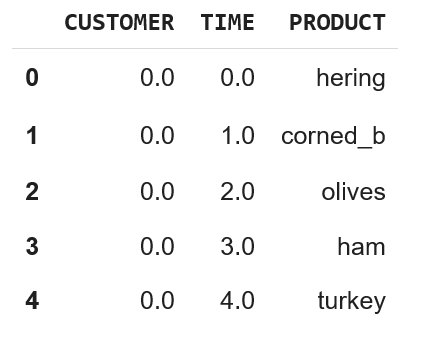 CUSTOMER TIME PRODUCT
0 0.0 0.0 hering
1 0.0 1.0 corned_b
2 0.0 2.0 olives
3 0.0 3.0 ham
4 0.0 4.0 turkey